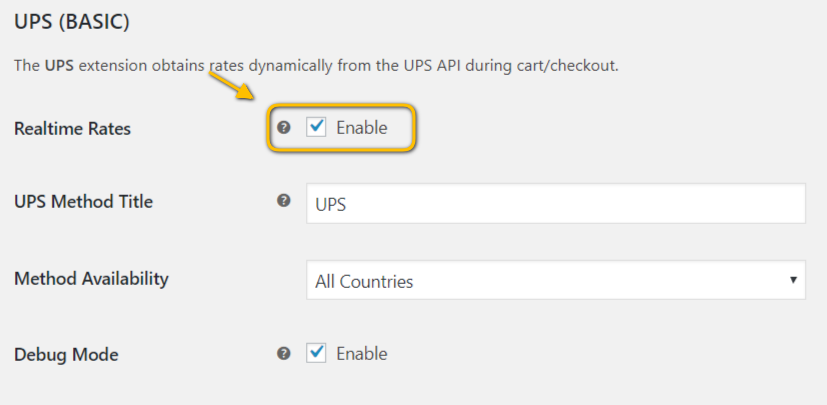 UPS (BASIC)
The UPS extension obtains rates dynamically from the UPS API during cart/checkout.
Realtime Rates ? Enable
UPS Method Title ? UPS
Method Availability All Countries
Debug Mode ? Enable